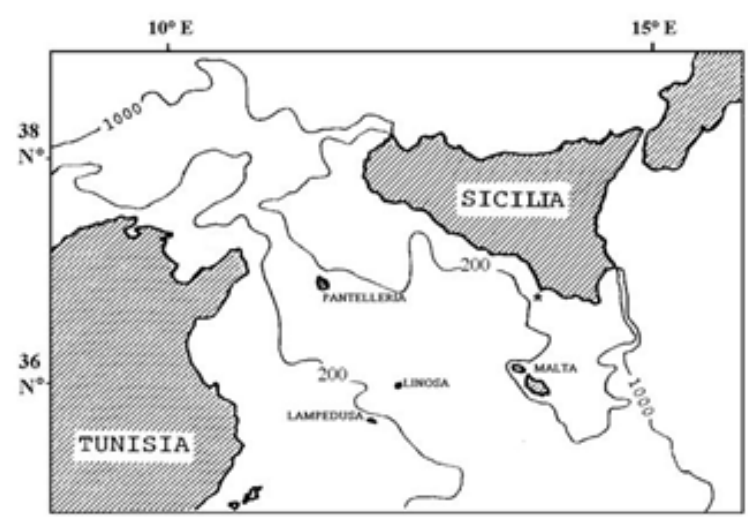 10° E 15° E
1000
38
N°
SICILIA
200
PANTELLERIA
36
N°
200
MALTA
LINOSA
1000
LAMPEDUSA
TUNISIA
*